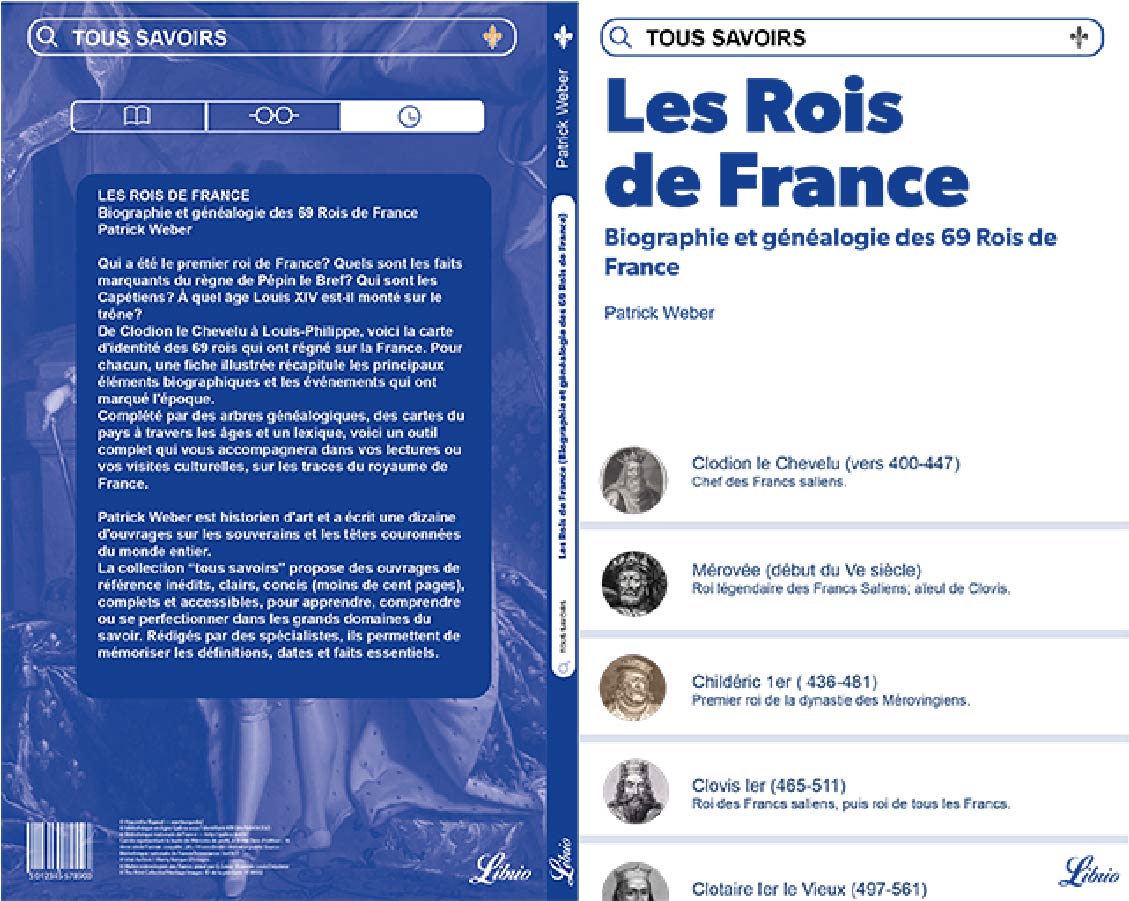 TOUS SAVOIRS
LES ROIS DE FRANCE
Biographie et généalogie des 69 Rois de France
Patrick Weber
Qui a été le premier roi de France? Quels sont les faits
marquants du règne de Pépin le Bref? Qui sont les
Capétiens? À quel âge Louis XIV est-il monté sur le
trône?
De Clodion le Chevelu à Louis-Philippe, voici la carte
d'identité des 69 rois qui ont régné sur la France. Pour
chacun, une fiche illustrée récapitule les principaux
éléments biographiques et les événements qui ont
marqué l'époque.
Complété par des arbres généalogiques, des cartes du
pays à travers les âges et un lexique, voici un outil
complet qui vous accompagnera dans vos lectures ou
vos visites culturelles, sur les traces du royaume de
France.
Patrick Weber est historien d'art et a écrit une dizaine
d'ouvrages sur les souverains et les têtes couronnées
du monde entier.
La collection "tous savoirs" propose des ouvrages de
référence inédits, clairs, concis (moins de cent pages),
complets et accessibles, pour apprendre, comprendre
ou se perfectionner dans les grands domaines du
savoir. Rédigés par des spécialistes, ils permettent de
mémoriser les définitions, dates et faits essentiels.
Librio
Patrick Weber
Les Rois de France (Biographie et généalogie des 69 Rois de France)
TOUS SAVOIRS
Librio
TOUS SAVOIRS
Les Rois
de France
Biographie et généalogie des 69 Rois de
France
Patrick Weber
Clodion le Chevelu (vers 400-447)
Chef des Francs saliens.
Mérovée (début du Ve siècle)
Roi légendaire des Francs Saliens; aïeul de Clovis.
Childéric 1er ( 436-481)
Premier roi de la dynastie des Mérovingiens.
Clovis Ier (465-511)
Roi des Francs saliens, puis roi de tous les Francs.
Clotaire Ier le Vieux (497-561)
Librio